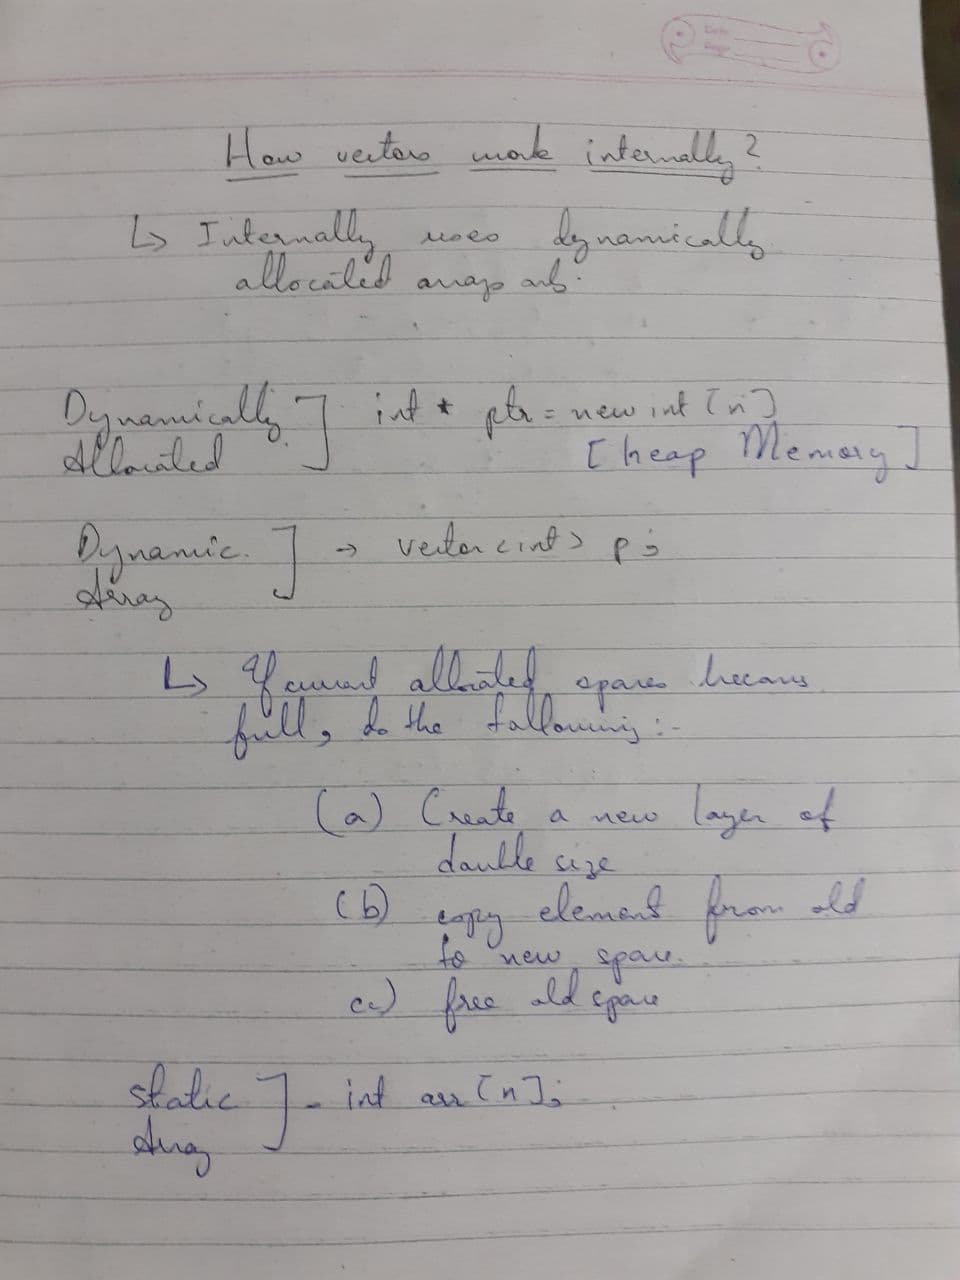 How vectors work internally?
↳ Internally uses dynamically
allocated array
Dynamically ] int * ptr = new int [n]
Allocated [heap Memory]
Dynamic ] → vector<int> p;
Array
↳ If current allocated spaces becomes
full, do the following :-
(a) Create a new layer of
double size
(b) copy element from old
to new space.
(c) free old space
static ] - int arr [n];
Array